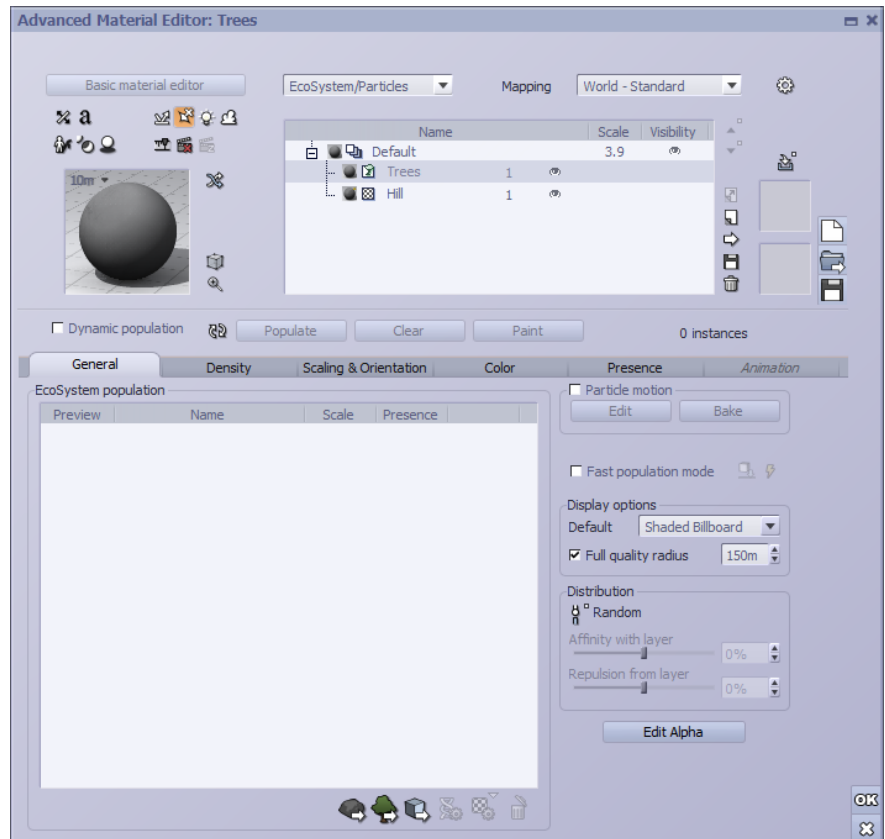 Advanced Material Editor: Trees
Basic material editor
EcoSystem/Particles
Mapping
World - Standard
a
Name Scale Visibility
Default 3.9
Trees 1
Hill 1
10m
Dynamic population
Populate
Clear
Paint
0 instances
General
Density
Scaling & Orientation
Color
Presence
Animation
EcoSystem population
Preview Name Scale Presence
Particle motion
Edit
Bake
Fast population mode
Display options
Default Shaded Billboard
Full quality radius 150m
Distribution
Random
Affinity with layer
0%
Repulsion from layer
0%
Edit Alpha
OK